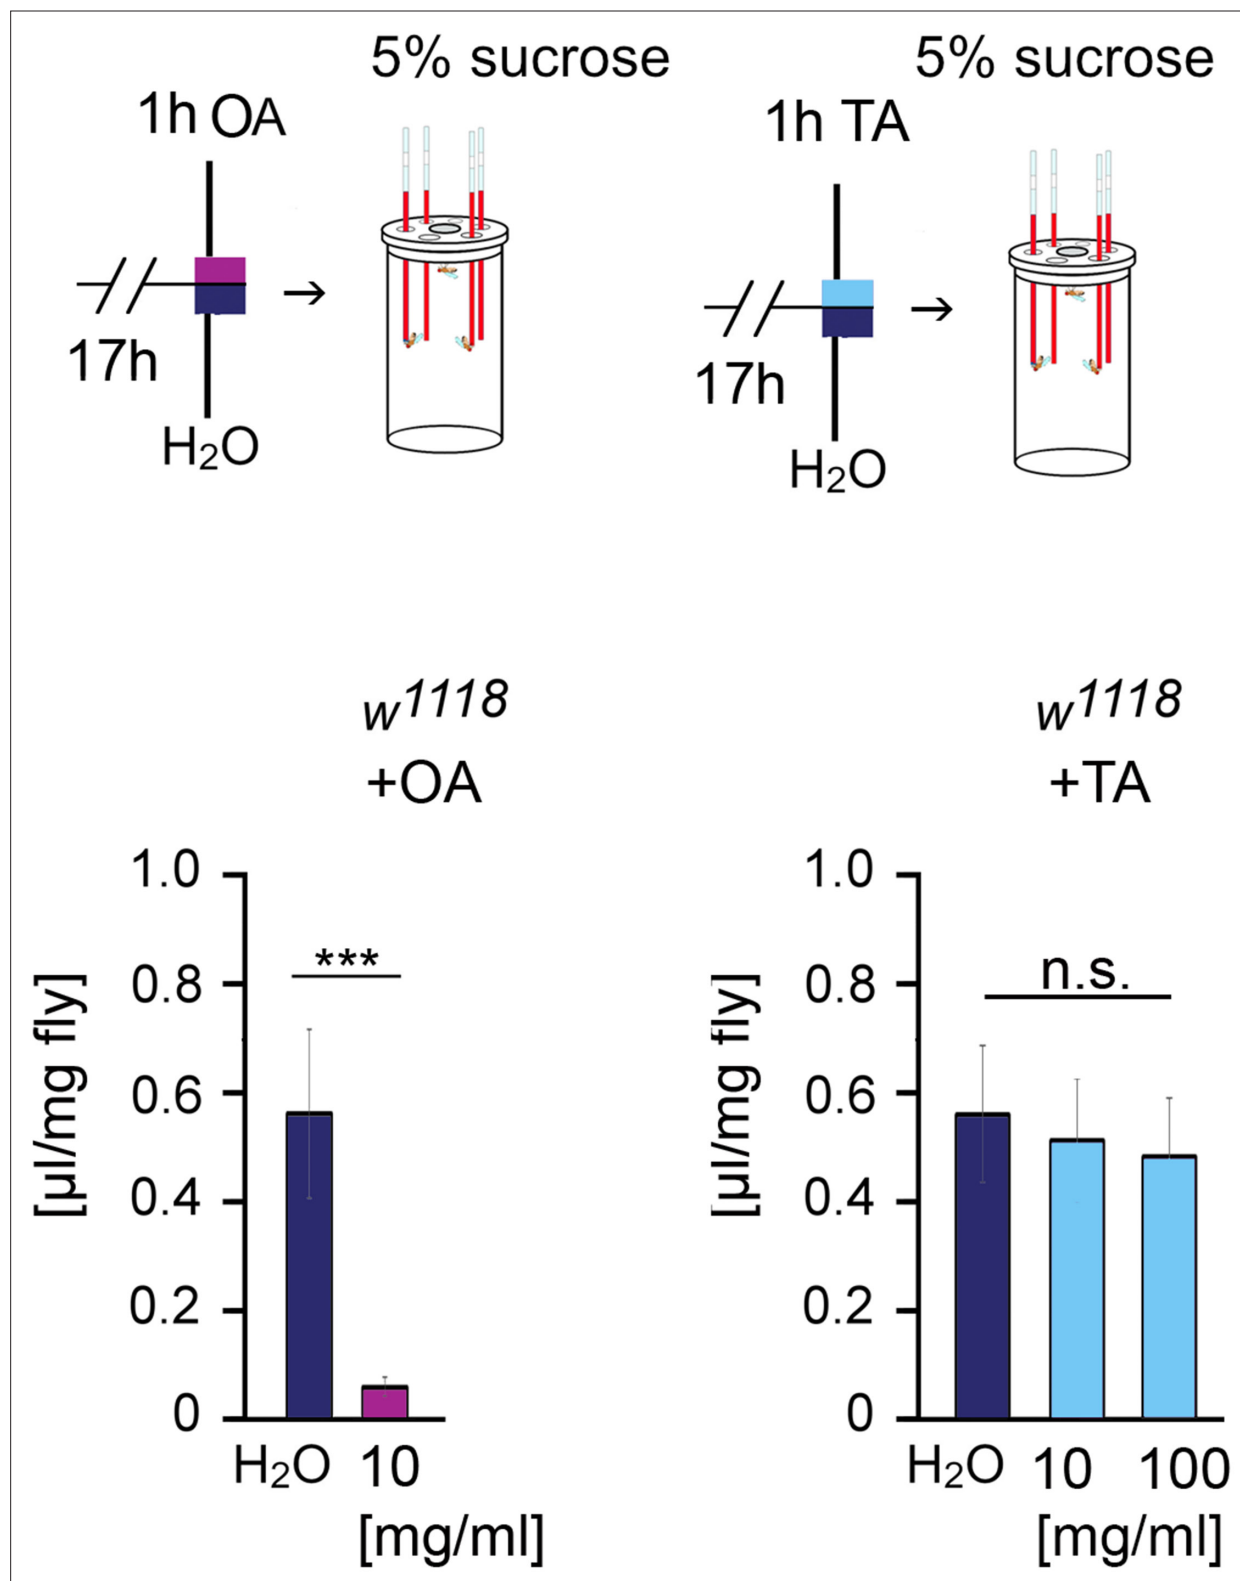 5% sucrose
1h OA
17h
H₂O
5% sucrose
1h TA
17h
H₂O
w¹¹¹⁸
+OA
[µl/mg fly]
1.0
0.8
0.6
0.4
0.2
0
***
H₂O 10
[mg/ml]
w¹¹¹⁸
+TA
[µl/mg fly]
1.0
0.8
0.6
0.4
0.2
0
n.s.
H₂O 10 100
[mg/ml]